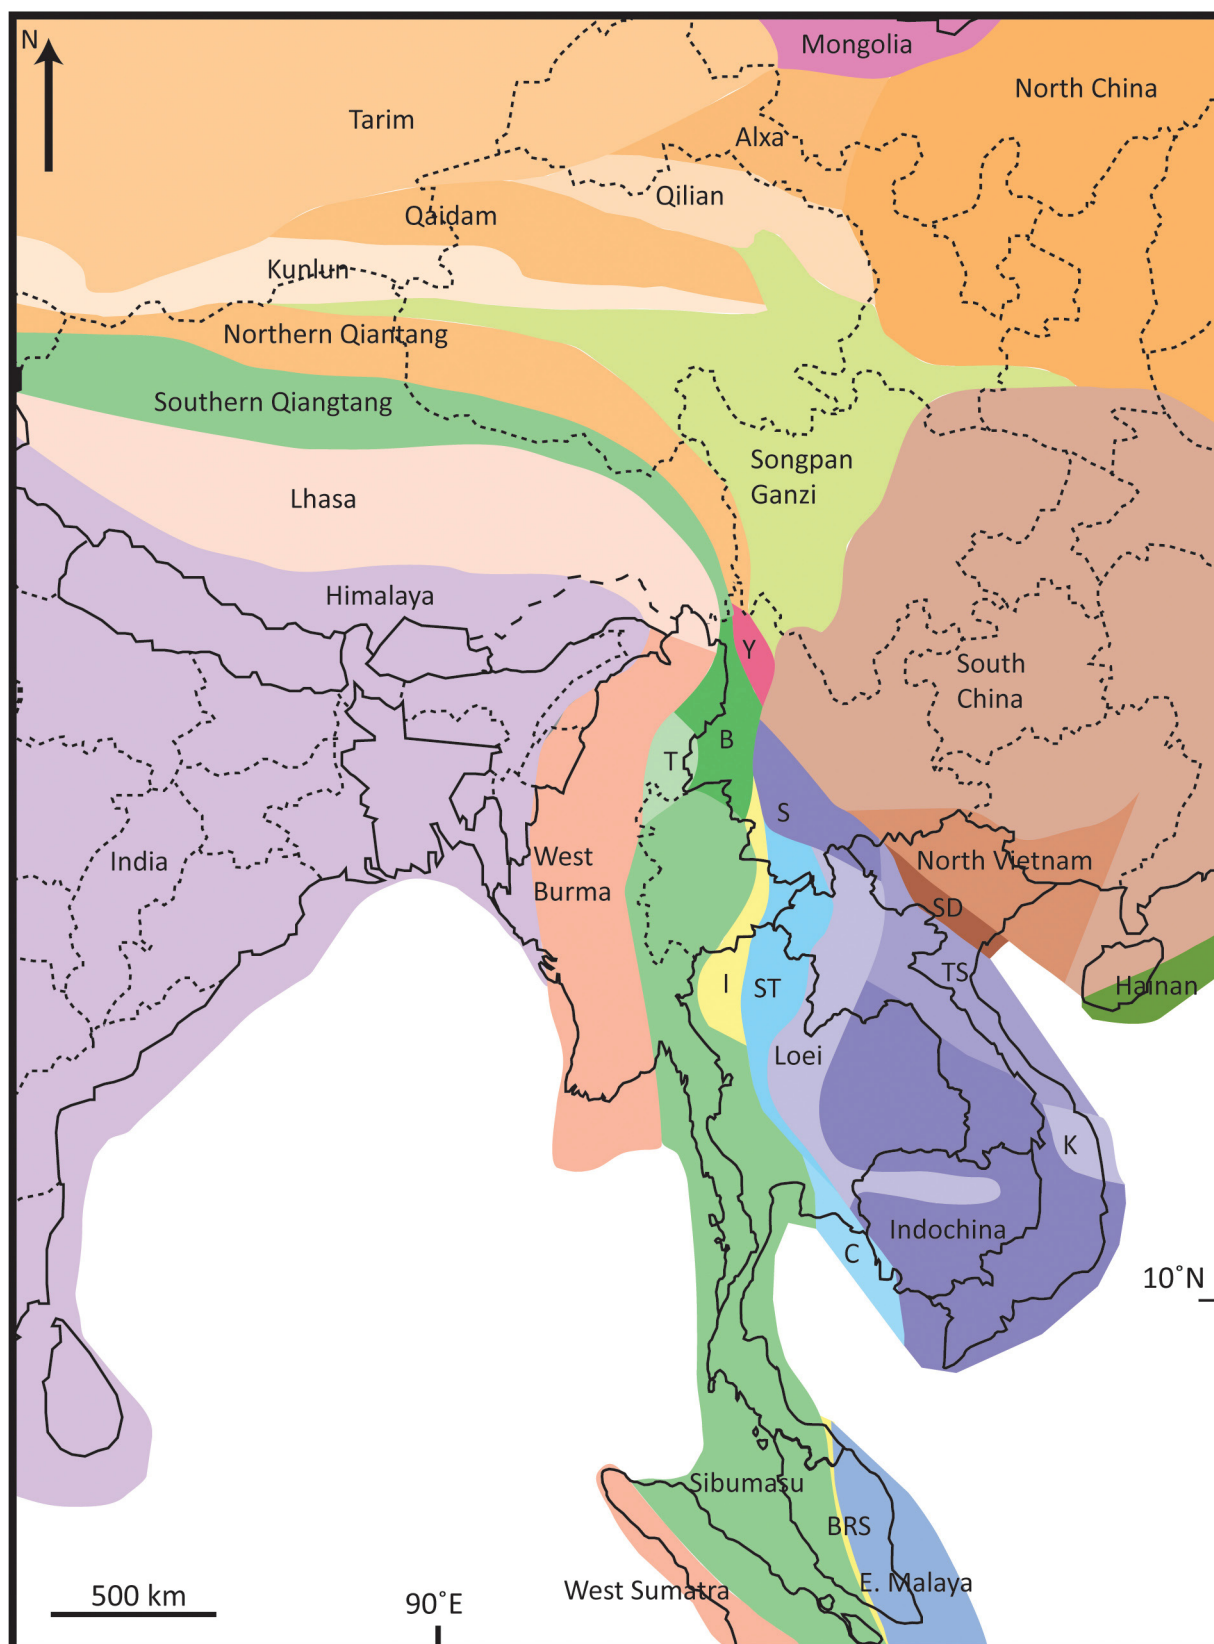 N
Mongolia
North China
Tarim
Alxa
Qilian
Qaidam
Kunlun
Northern Qiantang
Southern Qiangtang
Songpan
Ganzi
Lhasa
Himalaya
Y
South
China
B
T
S
India
West
Burma
North Vietnam
SD
TS
I
ST
Hainan
Loei
K
Indochina
C
10˚N
Sibumasu
BRS
E. Malaya
West Sumatra
500 km
90˚E